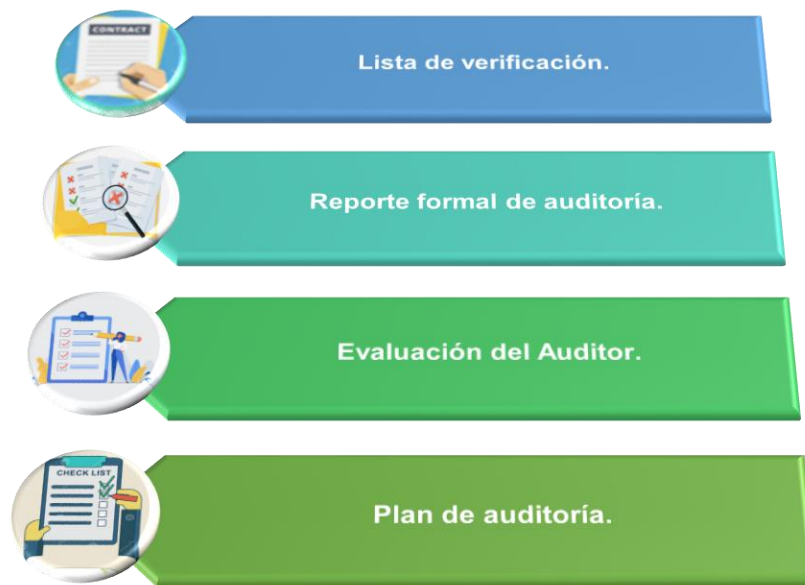 CONTRACT
Lista de verificación.
Reporte formal de auditoría.
Evaluación del Auditor.
CHECK LIST
Plan de auditoría.